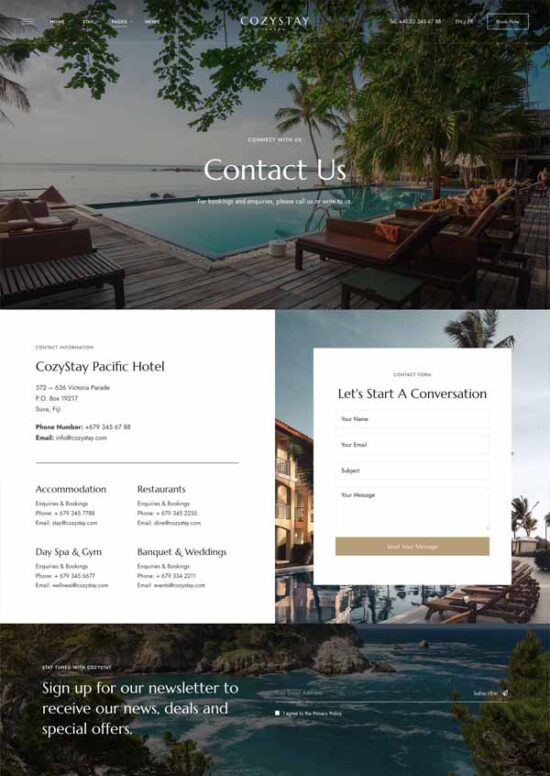 HOME
STAY
PAGES
NEWS
COZYSTAY
Tel. +41 22 345 67 88
EN | FR
Book Now
CONNECT WITH US
Contact Us
For bookings and enquiries, please call us or write to us.
CONTACT INFORMATION
CozyStay Pacific Hotel
572 – 636 Victoria Parade
P.O. Box 19217
Suva, Fiji
Phone Number: +679 345 67 88
Email: info@cozystay.com
Accommodation
Enquiries & Bookings
Phone: + 679 345 7788
Email: stay@cozystay.com
Restaurants
Enquiries & Bookings
Phone: + 679 345 2255
Email: dine@cozystay.com
Day Spa & Gym
Enquiries & Bookings
Phone: + 679 345 6677
Email: wellness@cozystay.com
Banquet & Weddings
Enquiries & Bookings
Phone: + 679 334 2211
Email: events@cozystay.com
CONTACT FORM
Let's Start A Conversation
Your Name
Your Email
Subject
Your Message
Send Your Message
STAY TUNED WITH COZYSTAY
Sign up for our newsletter to
receive our news, deals and
special offers.
Your Email Address
Subscribe
I agree to the Privacy Policy